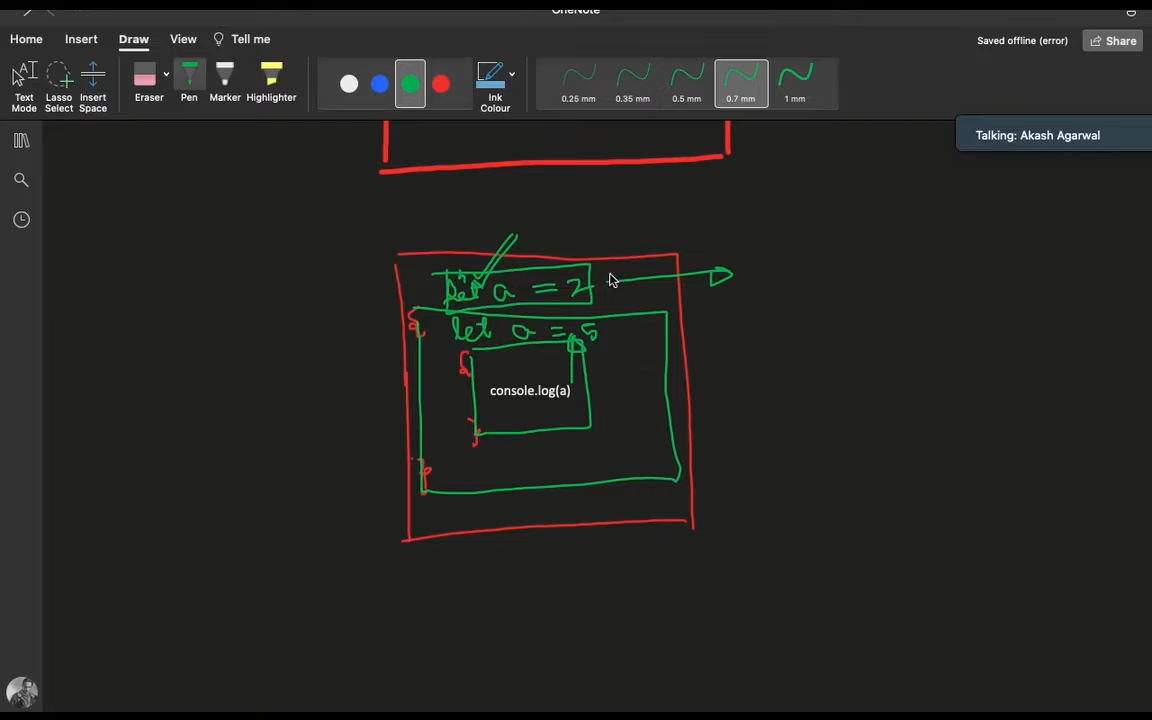 OneNote
Home Insert Draw View Tell me
Saved offline (error) Share
Text Mode
Lasso Select
Insert Space
Eraser
Pen
Marker
Highlighter
Ink Colour
0.25 mm
0.35 mm
0.5 mm
0.7 mm
1 mm
Talking: Akash Agarwal
let a = 2
let a = 5
{
{
console.log(a)
}
}